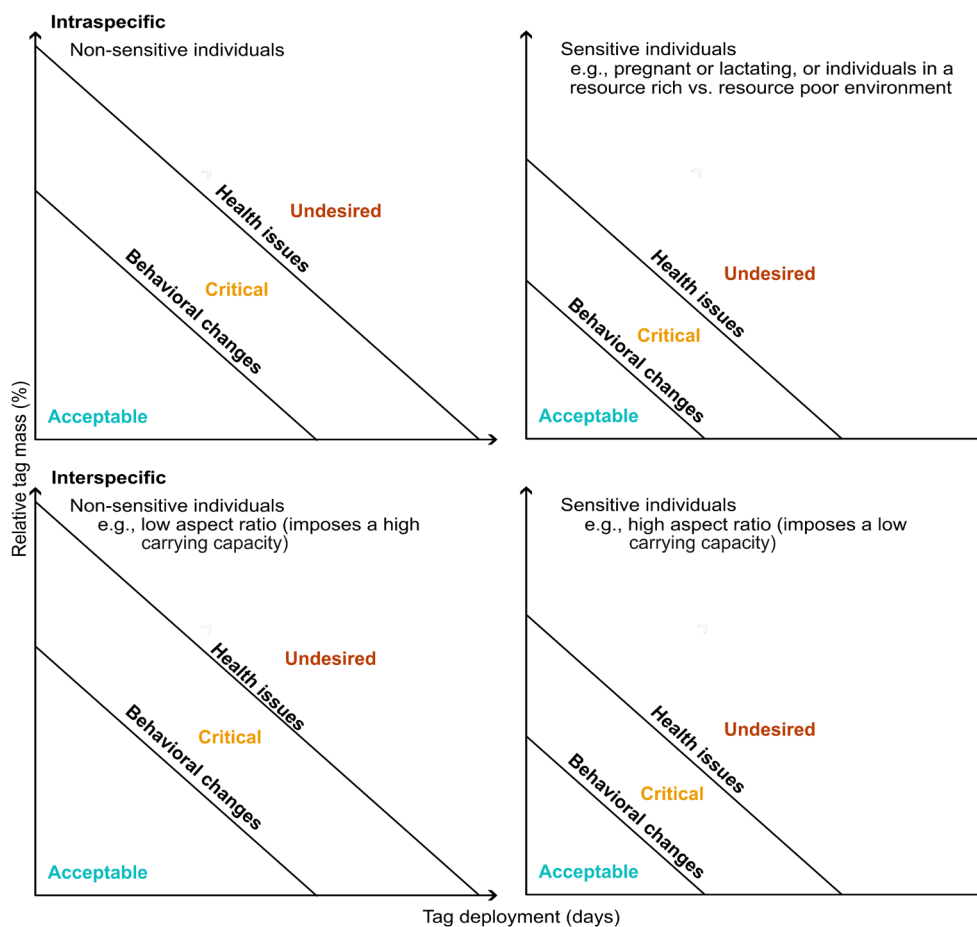 Intraspecific
Non-sensitive individuals
Health issues
Undesired
Behavioral changes
Critical
Acceptable
Sensitive individuals
e.g., pregnant or lactating, or individuals in a
resource rich vs. resource poor environment
Health issues
Undesired
Behavioral changes
Critical
Acceptable
Relative tag mass (%)
Interspecific
Non-sensitive individuals
e.g., low aspect ratio (imposes a high
carrying capacity)
Health issues
Undesired
Behavioral changes
Critical
Acceptable
Sensitive individuals
e.g., high aspect ratio (imposes a low
carrying capacity)
Health issues
Undesired
Behavioral changes
Critical
Acceptable
Tag deployment (days)